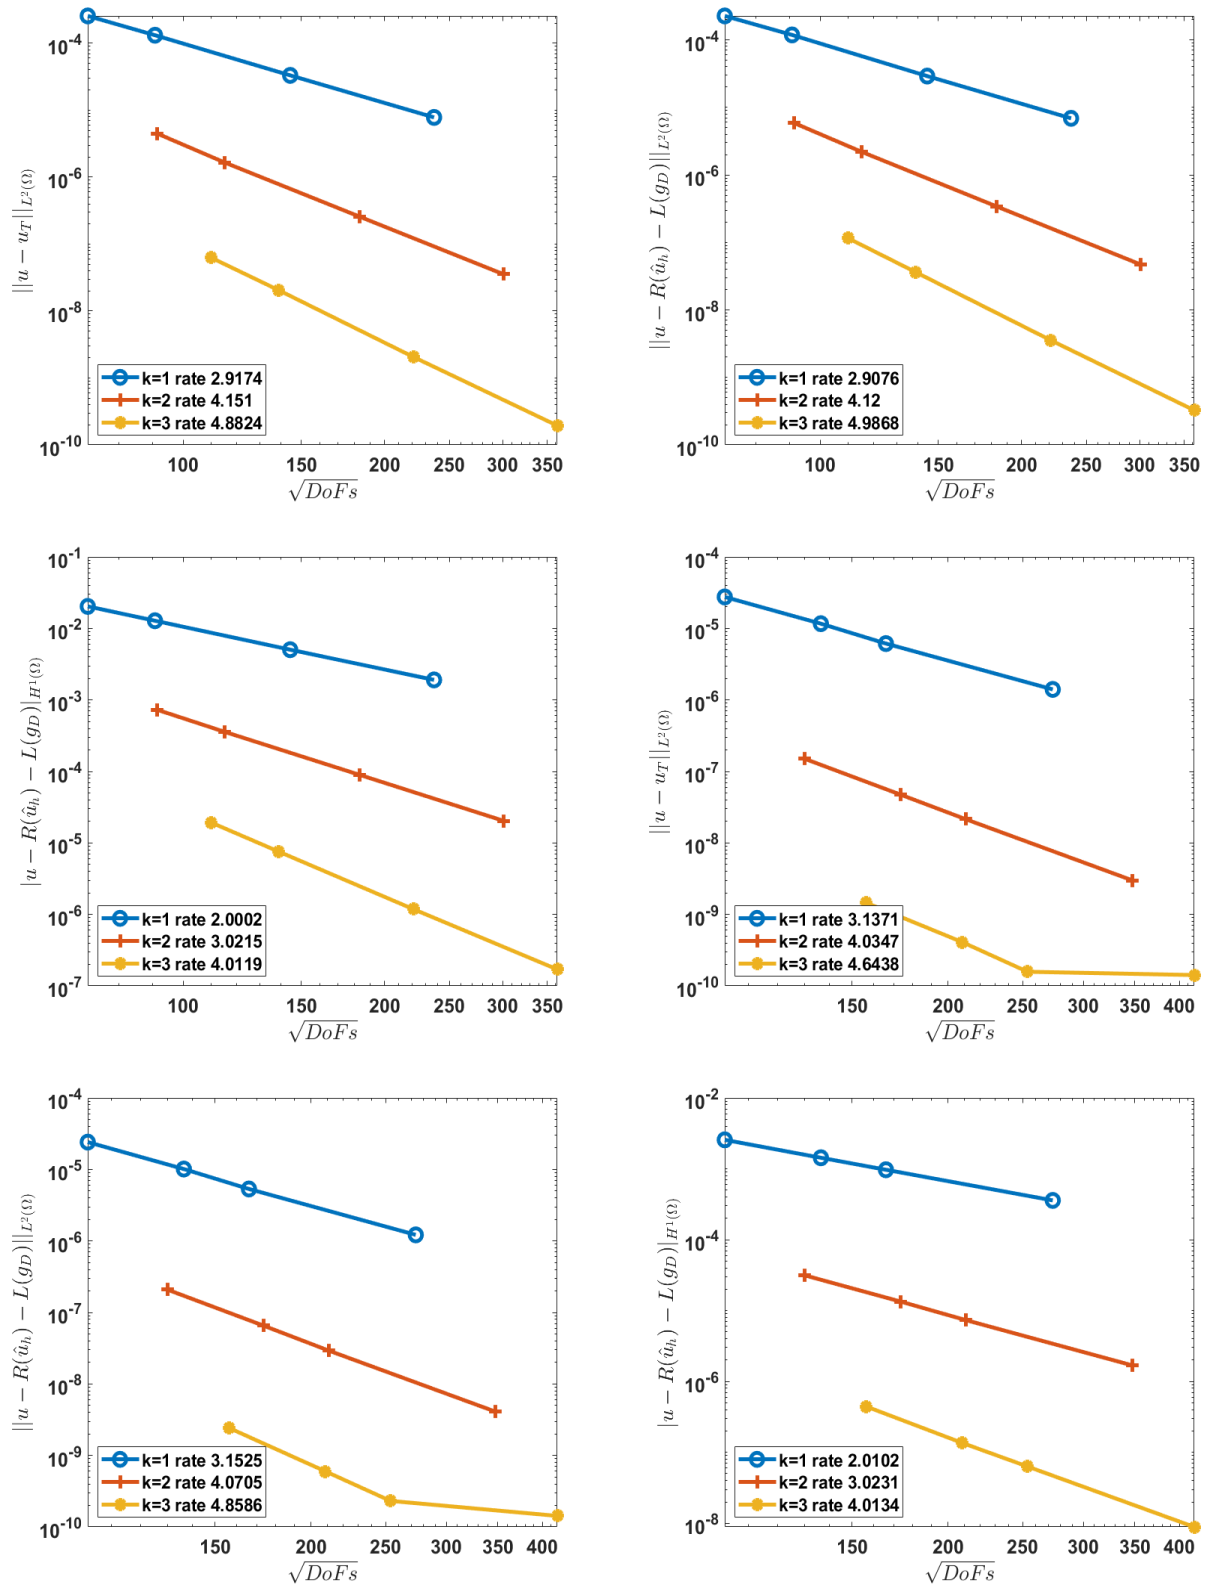 10^{-4}
10^{-6}
10^{-8}
10^{-10}
||u − u_T||_{L^2(Ω)}
k=1 rate 2.9174
k=2 rate 4.151
k=3 rate 4.8824
100 150 200 250 300 350
√DoFs
10^{-4}
10^{-6}
10^{-8}
10^{-10}
||u − R(û_h) − L(g_D)||_{L^2(Ω)}
k=1 rate 2.9076
k=2 rate 4.12
k=3 rate 4.9868
100 150 200 250 300 350
√DoFs
10^{-1}
10^{-2}
10^{-3}
10^{-4}
10^{-5}
10^{-6}
10^{-7}
|u − R(û_h) − L(g_D)|_{H^1(Ω)}
k=1 rate 2.0002
k=2 rate 3.0215
k=3 rate 4.0119
100 150 200 250 300 350
√DoFs
10^{-4}
10^{-5}
10^{-6}
10^{-7}
10^{-8}
10^{-9}
10^{-10}
||u − u_T||_{L^2(Ω)}
k=1 rate 3.1371
k=2 rate 4.0347
k=3 rate 4.6438
150 200 250 300 350 400
√DoFs
10^{-4}
10^{-5}
10^{-6}
10^{-7}
10^{-8}
10^{-9}
10^{-10}
||u − R(û_h) − L(g_D)||_{L^2(Ω)}
k=1 rate 3.1525
k=2 rate 4.0705
k=3 rate 4.8586
150 200 250 300 350 400
√DoFs
10^{-2}
10^{-4}
10^{-6}
10^{-8}
|u − R(û_h) − L(g_D)|_{H^1(Ω)}
k=1 rate 2.0102
k=2 rate 3.0231
k=3 rate 4.0134
150 200 250 300 350 400
√DoFs